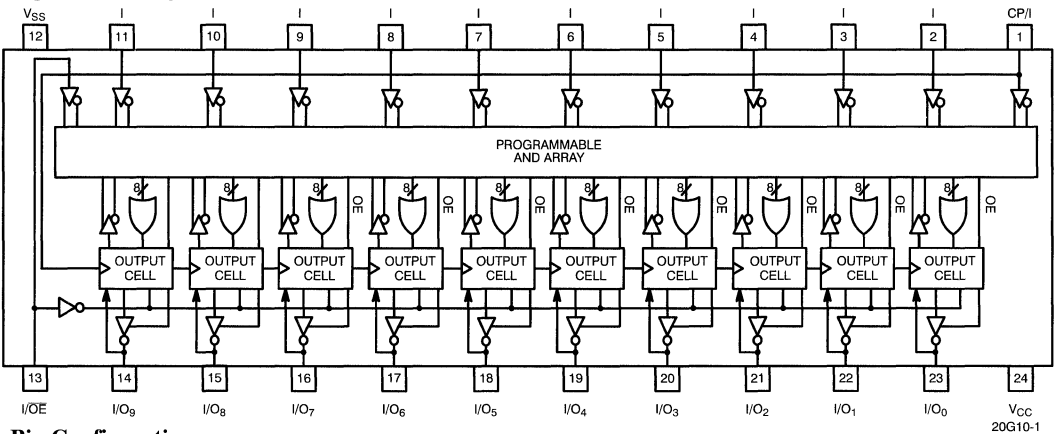 VSS I I I I I I I I I I CP/I
12 11 10 9 8 7 6 5 4 3 2 1
PROGRAMMABLE
AND ARRAY
8 8 8 8 8 8 8 8 8 8
OE OE OE OE OE OE OE OE OE
OUTPUT OUTPUT OUTPUT OUTPUT OUTPUT OUTPUT OUTPUT OUTPUT OUTPUT OUTPUT
CELL CELL CELL CELL CELL CELL CELL CELL CELL CELL
13 14 15 16 17 18 19 20 21 22 23 24
I/OE I/O9 I/O8 I/O7 I/O6 I/O5 I/O4 I/O3 I/O2 I/O1 I/O0 VCC
20G10-1